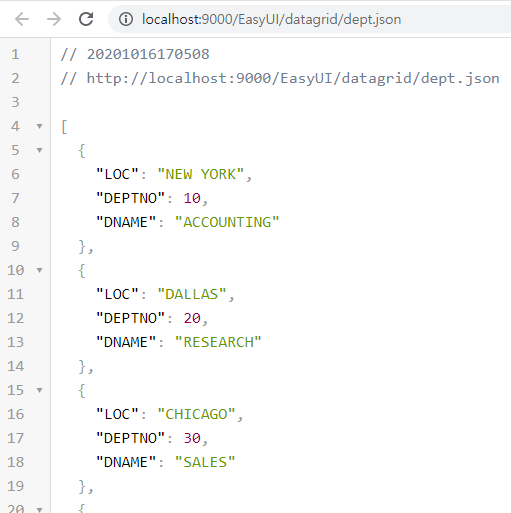 localhost:9000/EasyUI/datagrid/dept.json
1 // 20201016170508
2 // http://localhost:9000/EasyUI/datagrid/dept.json
3
4 [
5 {
6 "LOC": "NEW YORK",
7 "DEPTNO": 10,
8 "DNAME": "ACCOUNTING"
9 },
10 {
11 "LOC": "DALLAS",
12 "DEPTNO": 20,
13 "DNAME": "RESEARCH"
14 },
15 {
16 "LOC": "CHICAGO",
17 "DEPTNO": 30,
18 "DNAME": "SALES"
19 },
20 {